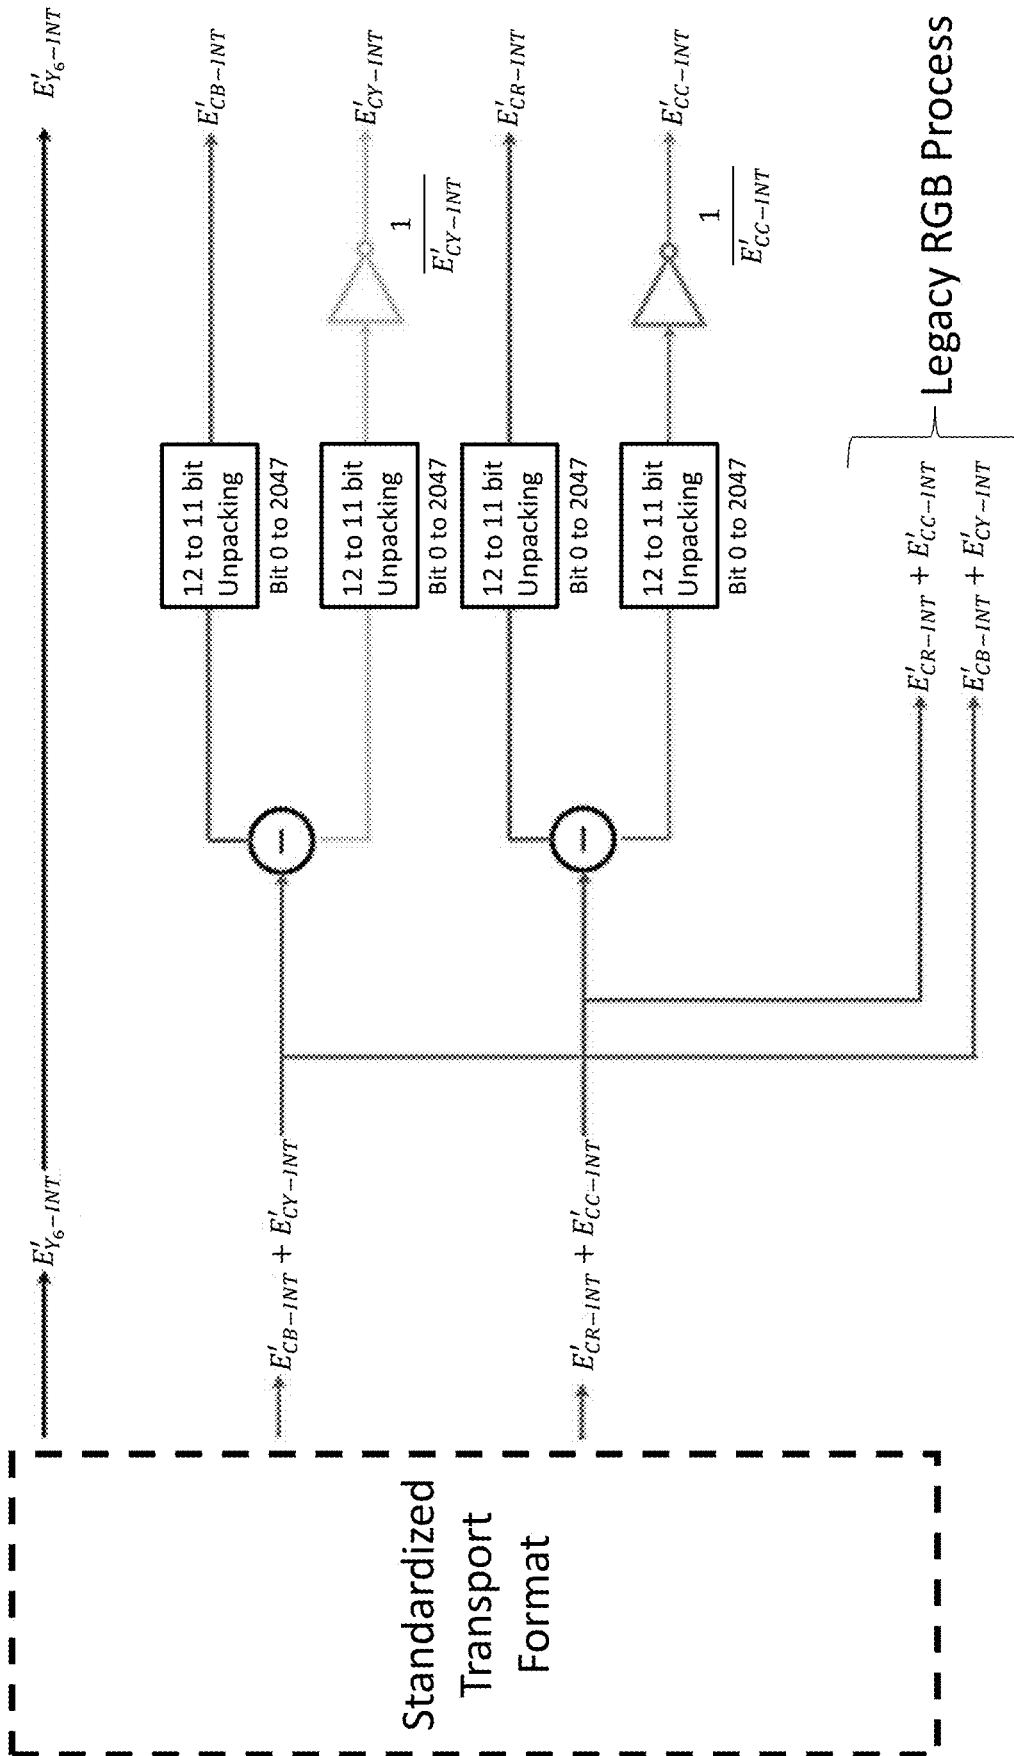 Standardized
Transport
Format
E'Y6−INT
E'Y6−INT
E'CB−INT + E'CY−INT
E'CR−INT + E'CC−INT
12 to 11 bit
Unpacking
Bit 0 to 2047
E'CB−INT
12 to 11 bit
Unpacking
Bit 0 to 2047
1
E'CY−INT
E'CY−INT
12 to 11 bit
Unpacking
Bit 0 to 2047
E'CR−INT
12 to 11 bit
Unpacking
Bit 0 to 2047
1
E'CC−INT
E'CC−INT
E'CR−INT + E'CC−INT
E'CB−INT + E'CY−INT
Legacy RGB Process